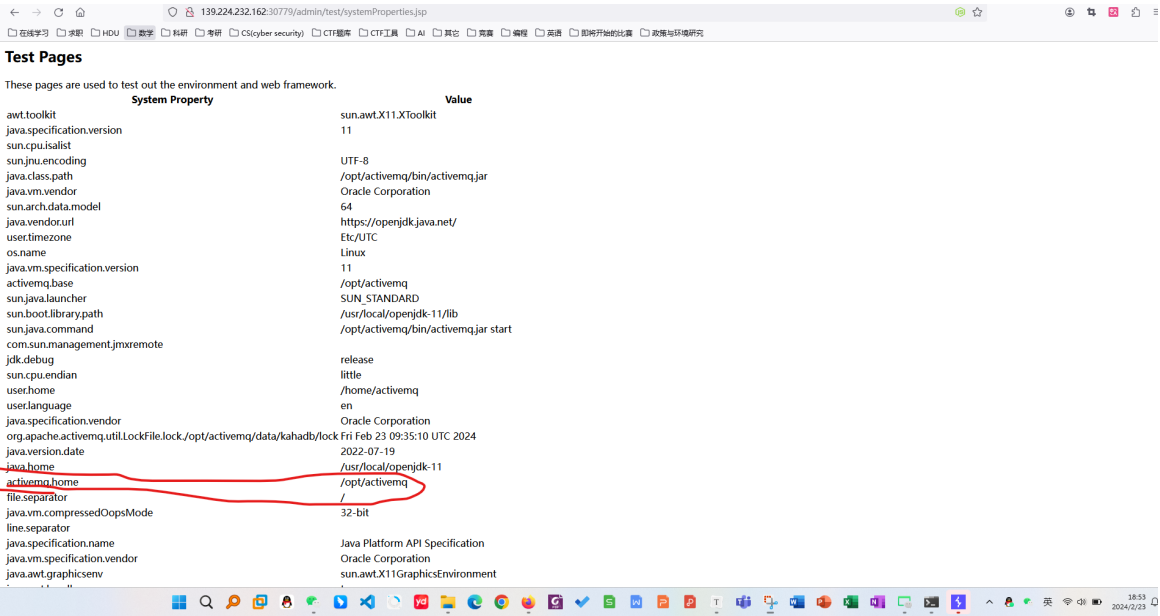 139.224.232.162:30779/admin/test/systemProperties.jsp
在线学习 求职 HDU 数学 科研 考研 CS(cyber security) CTF题库 CTF工具 AI 其它 竞赛 编程 英语 即将开始的比赛 政策与环境研究
Test Pages
These pages are used to test out the environment and web framework.
System Property Value
awt.toolkit sun.awt.X11.XToolkit
java.specification.version 11
sun.cpu.isalist
sun.jnu.encoding UTF-8
java.class.path /opt/activemq/bin/activemq.jar
java.vm.vendor Oracle Corporation
sun.arch.data.model 64
java.vendor.url https://openjdk.java.net/
user.timezone Etc/UTC
os.name Linux
java.vm.specification.version 11
activemq.base /opt/activemq
sun.java.launcher SUN_STANDARD
sun.boot.library.path /usr/local/openjdk-11/lib
sun.java.command /opt/activemq/bin/activemq.jar start
com.sun.management.jmxremote
jdk.debug release
sun.cpu.endian little
user.home /home/activemq
user.language en
java.specification.vendor Oracle Corporation
org.apache.activemq.util.LockFile.lock./opt/activemq/data/kahadb/lock Fri Feb 23 09:35:10 UTC 2024
java.version.date 2022-07-19
java.home /usr/local/openjdk-11
activemq.home /opt/activemq
file.separator /
java.vm.compressedOopsMode 32-bit
line.separator
java.specification.name Java Platform API Specification
java.vm.specification.vendor Oracle Corporation
java.awt.graphicsenv sun.awt.X11GraphicsEnvironment
英 18:53
2024/2/23